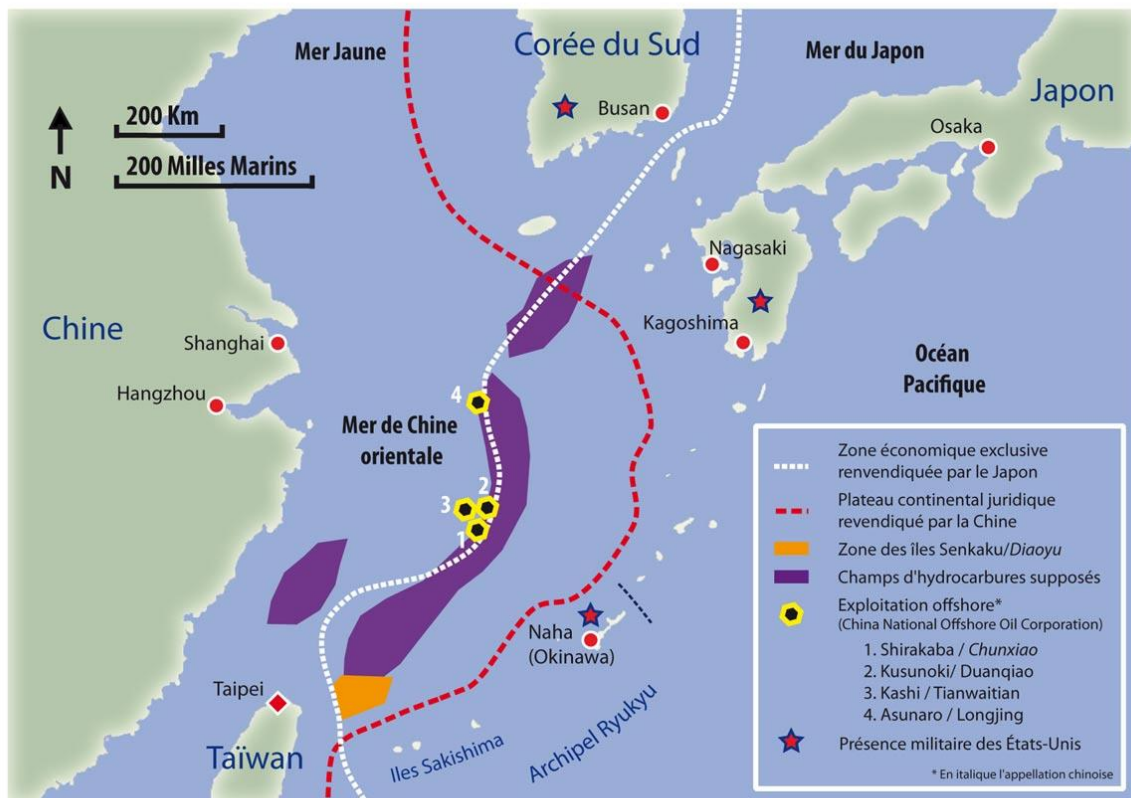 Mer Jaune
Corée du Sud
Mer du Japon
Japon
200 Km
200 Milles Marins
N
Busan
Osaka
Nagasaki
Kagoshima
Chine
Shanghai
Hangzhou
Océan
Pacifique
Mer de Chine
orientale
4
2
3
1
Naha
(Okinawa)
Taipei
Taïwan
Iles Sakishima
Archipel Ryukyu
Zone économique exclusive
renvendiquée par le Japon
Plateau continental juridique
revendiqué par la Chine
Zone des îles Senkaku/Diaoyu
Champs d'hydrocarbures supposés
Exploitation offshore*
(China National Offshore Oil Corporation)
1. Shirakaba / Chunxiao
2. Kusunoki/ Duanqiao
3. Kashi / Tianwaitian
4. Asunaro / Longjing
Présence militaire des États-Unis
* En italique l'appellation chinoise